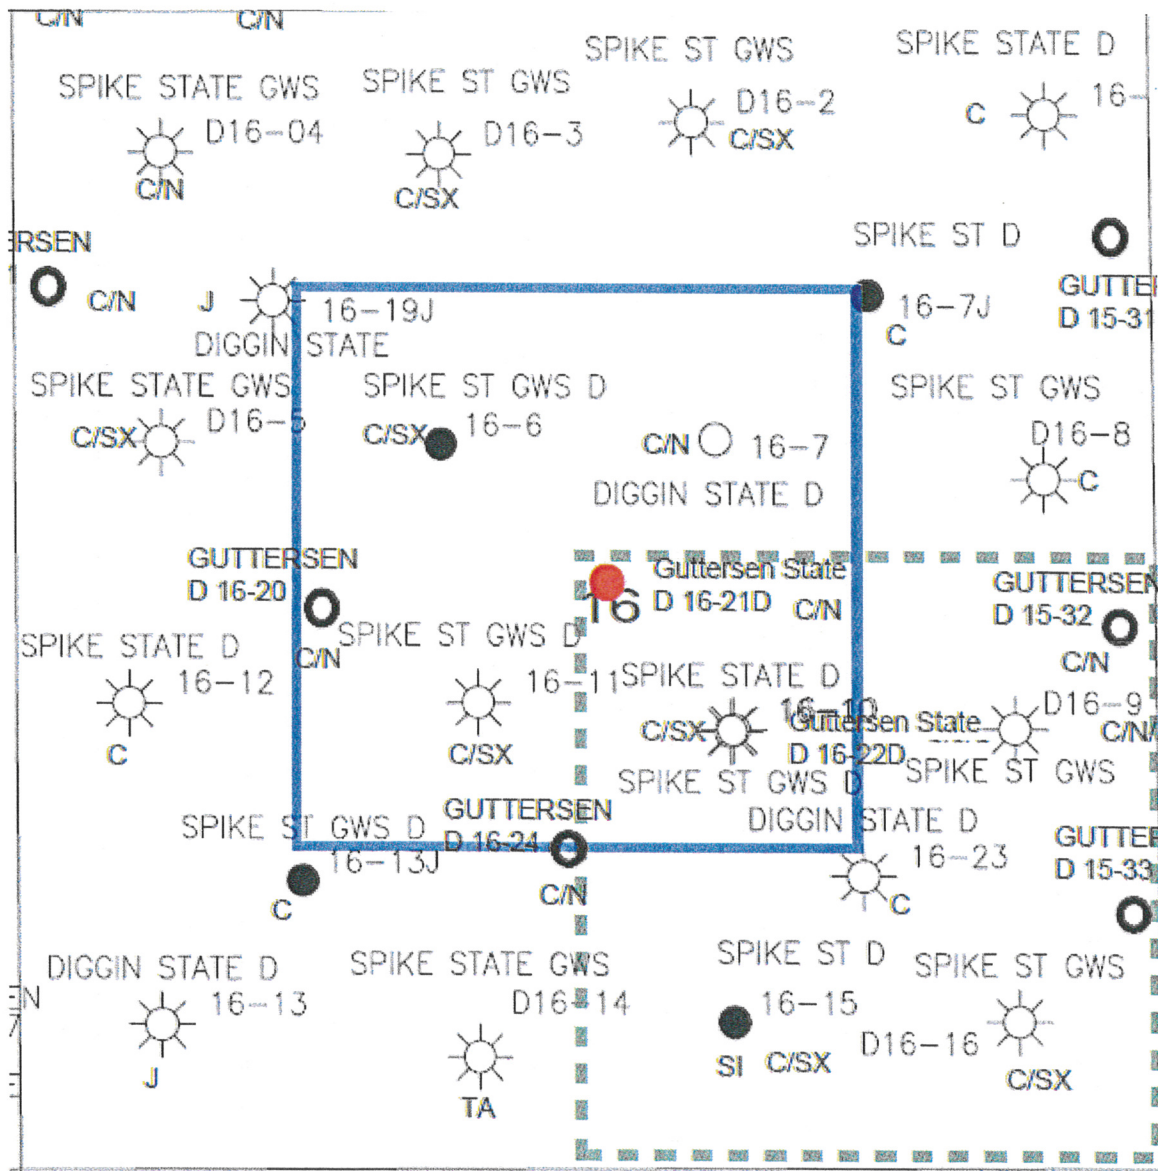 C/N
C/N
SPIKE STATE GWS
D16-04
C/N
SPIKE ST GWS
D16-3
C/SX
SPIKE ST GWS
D16-2
C/SX
SPIKE STATE D
16-
C
ERSEN
C/N
J
16-19J
DIGGIN STATE
SPIKE ST D
16-7J
C
GUTTER
D 15-31
SPIKE STATE GWS
D16-5
C/SX
SPIKE ST GWS D
16-6
C/SX
C/N
16-7
DIGGIN STATE D
SPIKE ST GWS
D16-8
C
GUTTERSEN
D 16-20
C/N
16
Guttersen State
D 16-21D
C/N
GUTTERSEN
D 15-32
C/N
SPIKE STATE D
16-12
C
SPIKE ST GWS D
16-11
C/SX
SPIKE STATE D
16-10
C/SX
Guttersen State
D 16-22D
SPIKE ST GWS D
D16-9
C/N/
SPIKE ST GWS
SPIKE ST GWS D
16-13J
C
GUTTERSEN
D 16-24
C/N
DIGGIN STATE D
16-23
C
GUTTE
D 15-33
DIGGIN STATE D
16-13
J
SPIKE STATE GWS
D16-14
TA
SPIKE ST D
16-15
SI C/SX
SPIKE ST GWS
D16-16
C/SX